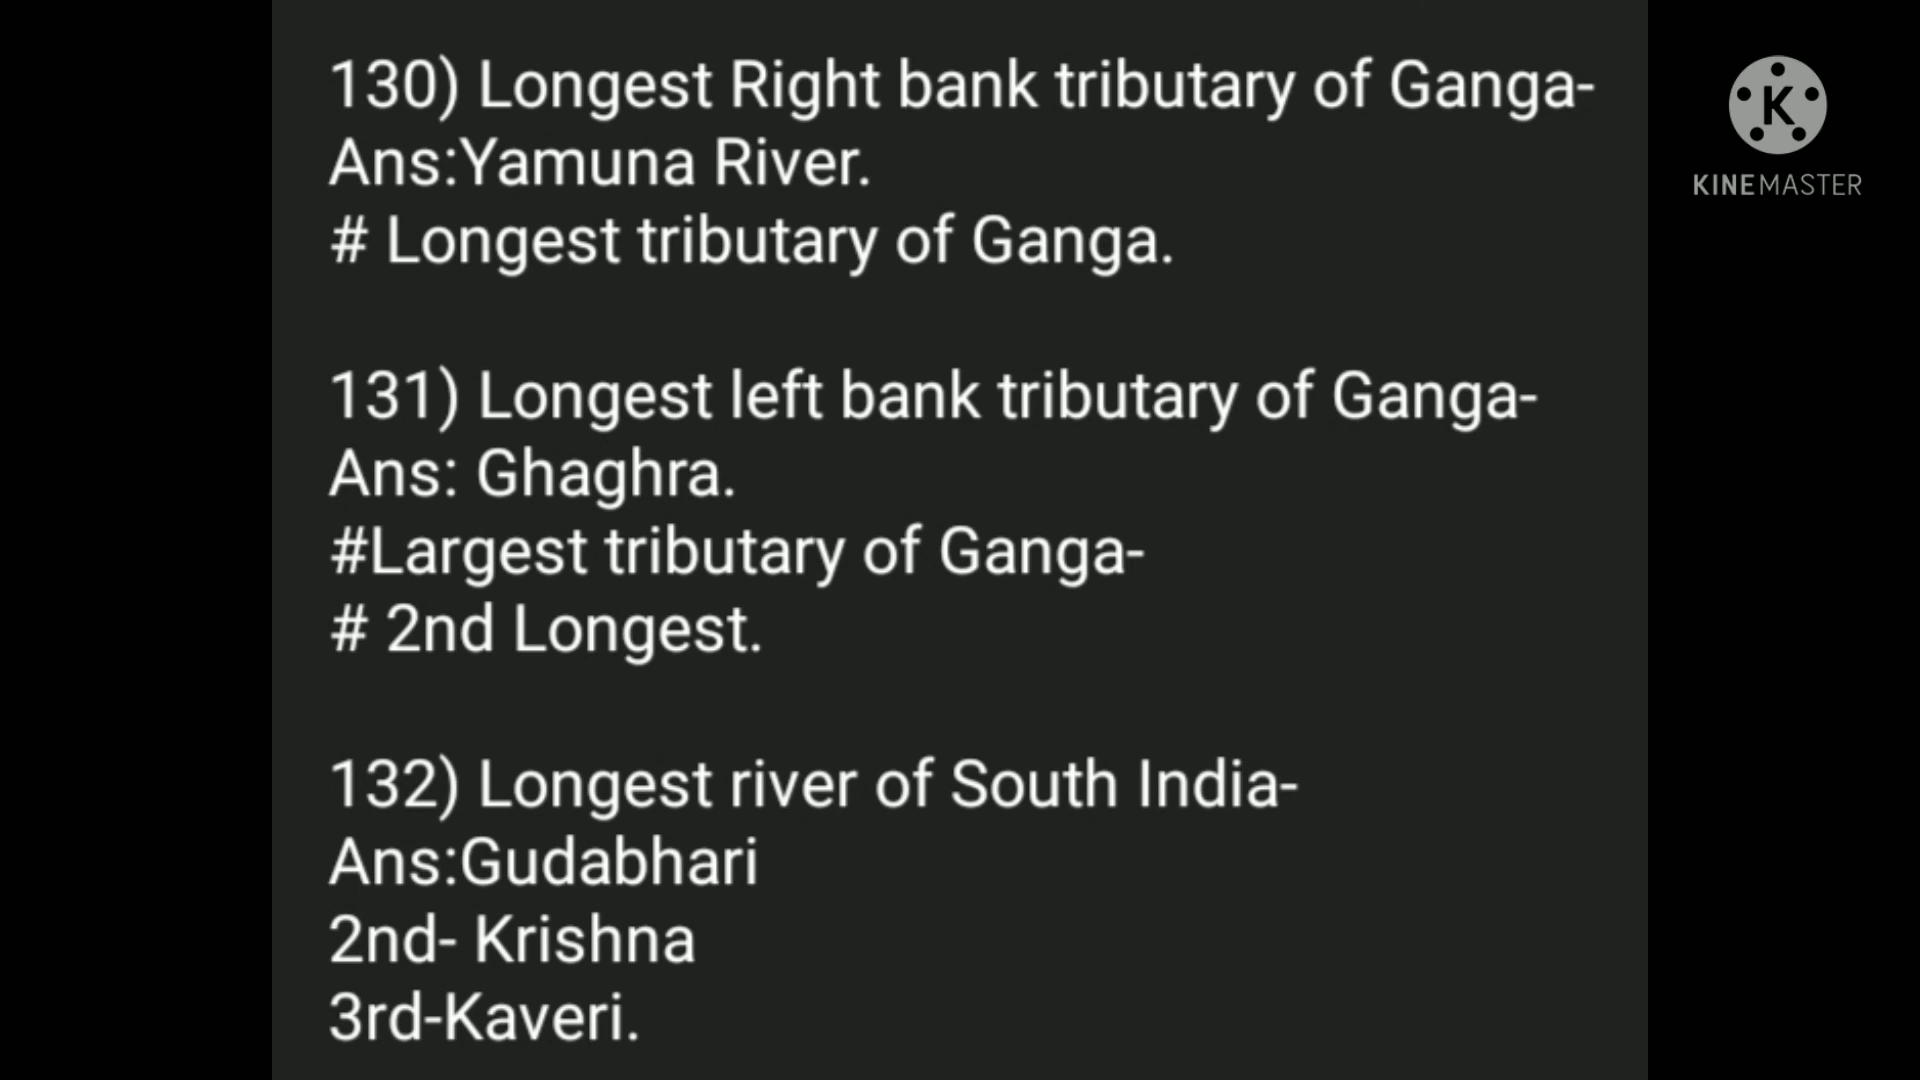 130) Longest Right bank tributary of Ganga-
Ans:Yamuna River.
# Longest tributary of Ganga.
131) Longest left bank tributary of Ganga-
Ans: Ghaghra.
#Largest tributary of Ganga-
# 2nd Longest.
132) Longest river of South India-
Ans:Gudabhari
2nd- Krishna
3rd-Kaveri.
K
KINEMASTER